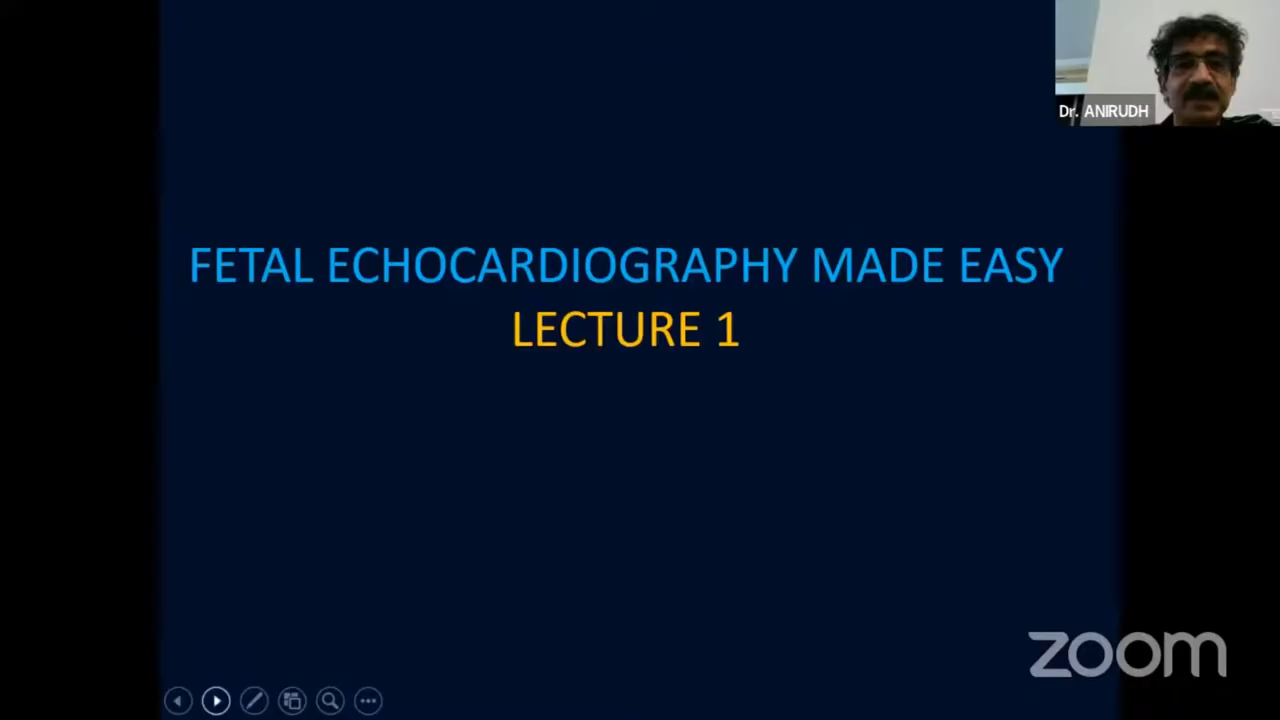 Dr. ANIRUDH
FETAL ECHOCARDIOGRAPHY MADE EASY
LECTURE 1
zoom